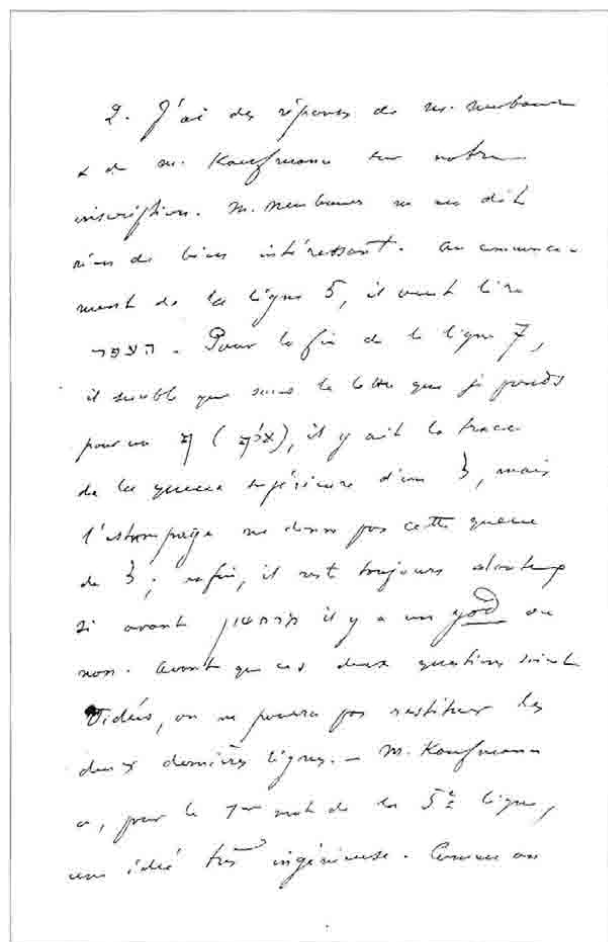 2. J'ai des réponses de M. Neubauer
& de M. Kaufmann sur notre
inscription. M. Neubauer ne me dit
rien de bien intéressant. Au commence-
ment de la ligne 5, il veut lire
הצפר. Pour la fin de la ligne 7,
il semble que sous la lettre que je prends
pour un ף (אלף), il y ait la trace
de la queue supérieure d'un ל, mais
l'estampage ne donne pas cette queue
de ל; enfin, il est toujours douteux
si avant il y a un yod ou
non. Avant que ces deux questions soient
vidées, on ne pourra pas restituer les
deux dernières lignes. — M. Kaufmann
a, pour le 1er mot de la 5e ligne,
une idée très ingénieuse. Comme on